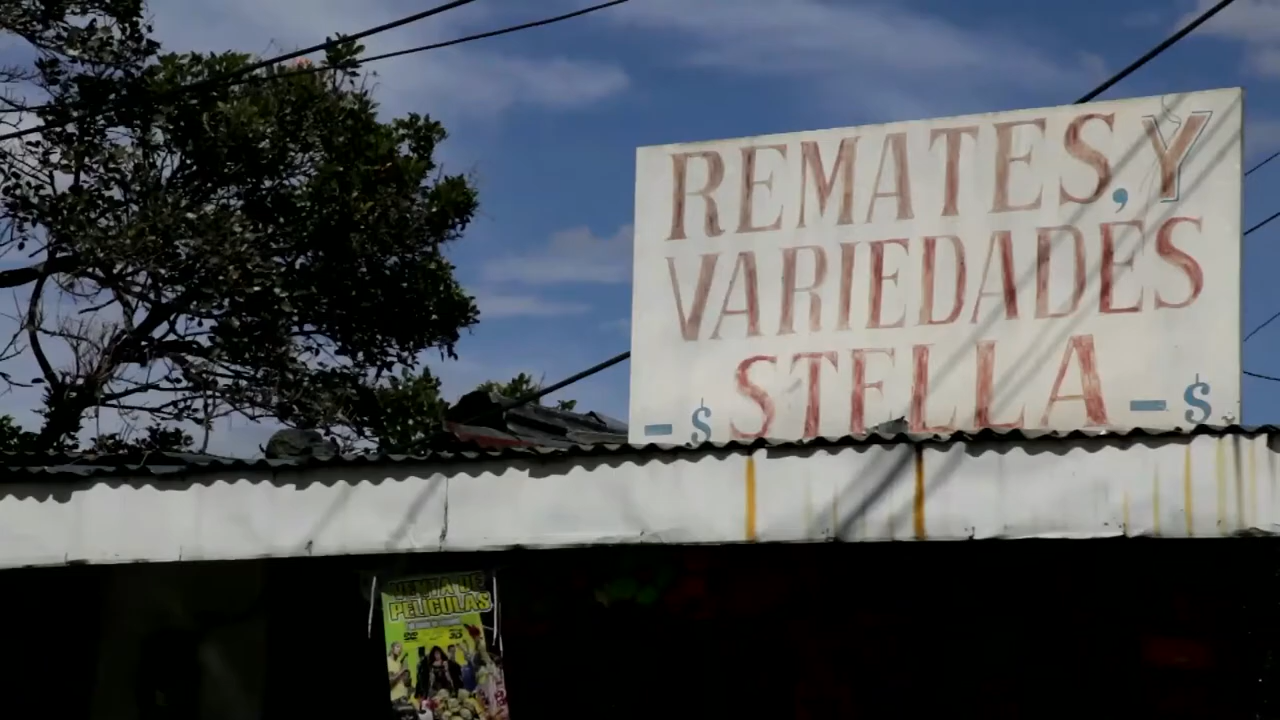 REMATES, Y
VARIEDADES
-$ STELLA -$
VENTA DE
PELICULAS